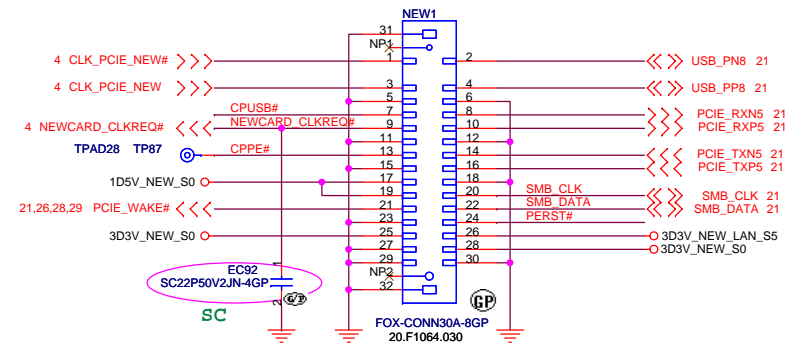 NEW1
31
NP1
4 CLK_PCIE_NEW# 1 2 USB_PN8 21
4 CLK_PCIE_NEW 3 4 USB_PP8 21
5 6
CPUSB# 7 8 PCIE_RXN5 21
4 NEWCARD_CLKREQ# NEWCARD_CLKREQ# 9 10 PCIE_RXP5 21
11 12
TPAD28 TP87 CPPE# 13 14 PCIE_TXN5 21
15 16 PCIE_TXP5 21
1D5V_NEW_S0 17 18
19 20 SMB_CLK SMB_CLK 21
21,26,28,29 PCIE_WAKE# 21 22 SMB_DATA SMB_DATA 21
23 24 PERST#
3D3V_NEW_S0 25 26 3D3V_NEW_LAN_S5
27 28 3D3V_NEW_S0
29 30
1
EC92
SC22P50V2JN-4GP
2
G/P
SC
NP2
32
GP
FOX-CONN30A-8GP
20.F1064.030